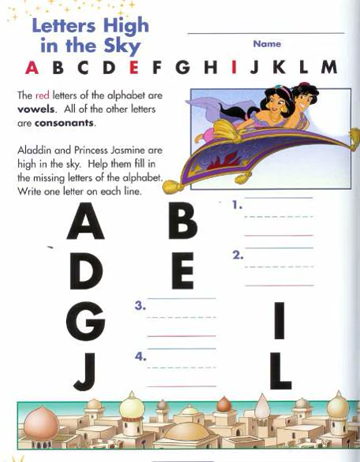 Letters High
in the Sky
Name
A B C D E F G H I J K L M
The red letters of the alphabet are
vowels. All of the other letters
are consonants.
Aladdin and Princess Jasmine are
high in the sky. Help them fill in
the missing letters of the alphabet.
Write one letter on each line.
A B 1.
D E 2.
G 3. I
J 4. L